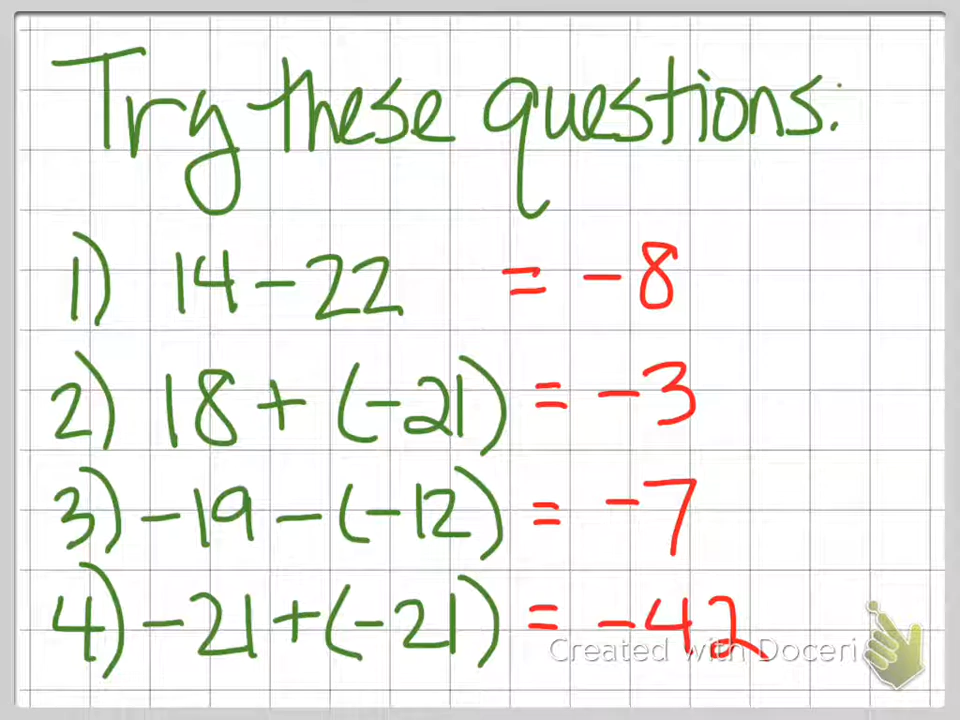 Try these questions:
1) 14 - 22 = -8
2) 18 + (-21) = -3
3) -19 - (-12) = -7
4) -21 + (-21) = -42
Created with Doceri